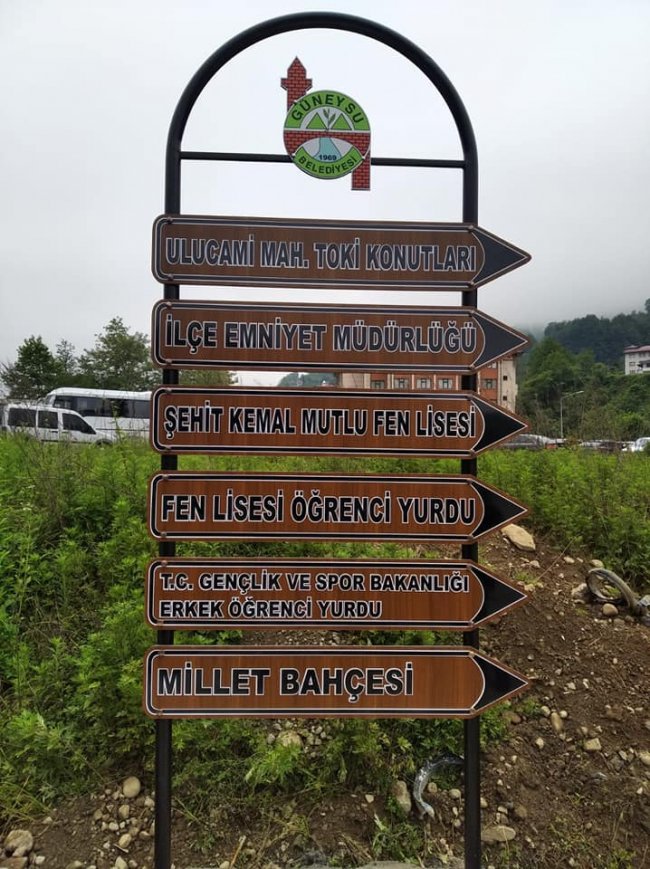 GÜNEYSU
1969
BELEDİYESİ
ULUCAMİ MAH. TOKİ KONUTLARI
İLÇE EMNİYET MÜDÜRLÜĞÜ
ŞEHİT KEMAL MUTLU FEN LİSESİ
FEN LİSESİ ÖĞRENCİ YURDU
T.C. GENÇLİK VE SPOR BAKANLIĞI
ERKEK ÖĞRENCİ YURDU
MİLLET BAHÇESİ